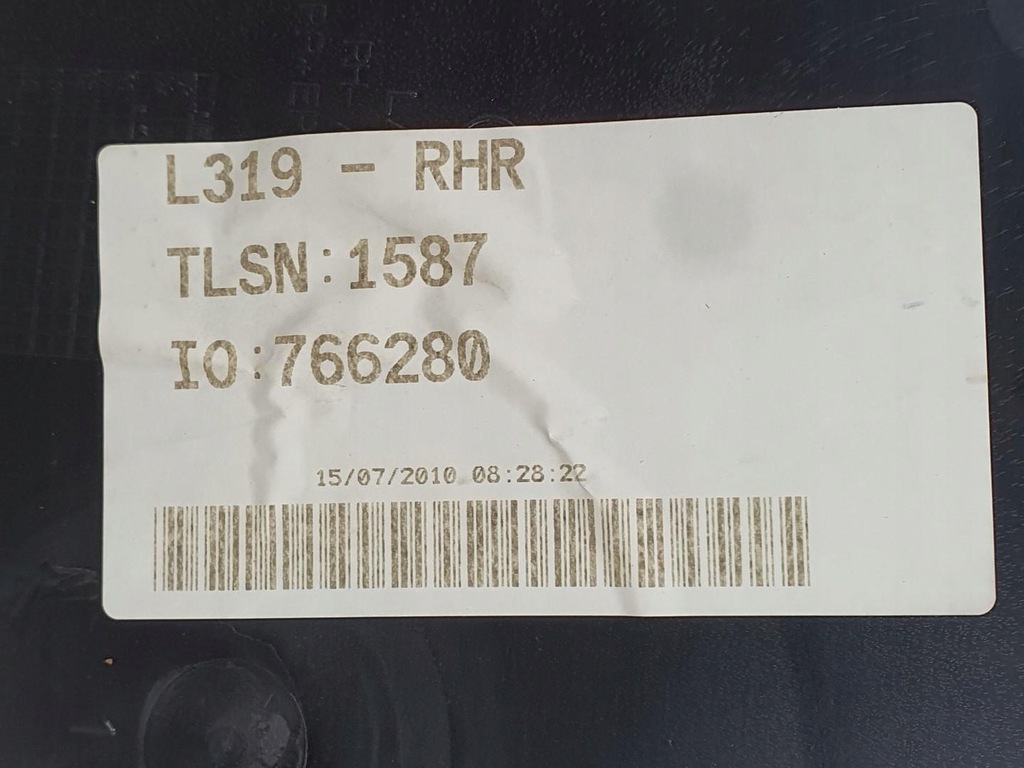 L319 - RHR
TLSN:1587
IO:766280
15/07/2010 08:28:22